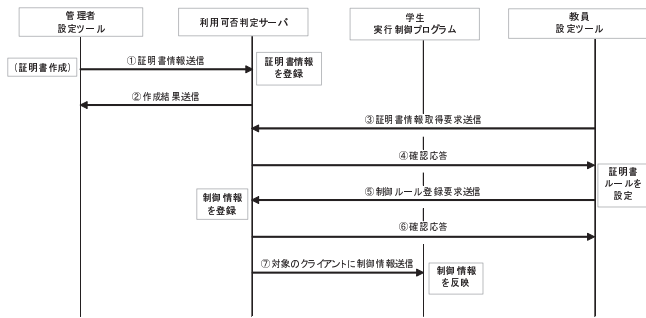 管理者
設定ツール
利用可否判定サーバ
学生
実行制御プログラム
教員
設定ツール
(証明書作成)
①証明書情報送信
証明書情報
を登録
②作成結果送信
③証明書情報取得要求送信
④確認応答
証明書
ルールを
設定
⑤制御ルール登録要求送信
制御情報
を登録
⑥確認応答
⑦対象のクライアントに制御情報送信
制御情報
を反映